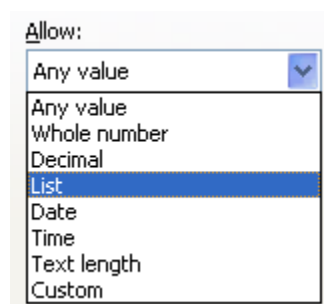 Allow:
Any value
Any value
Whole number
Decimal
List
Date
Time
Text length
Custom